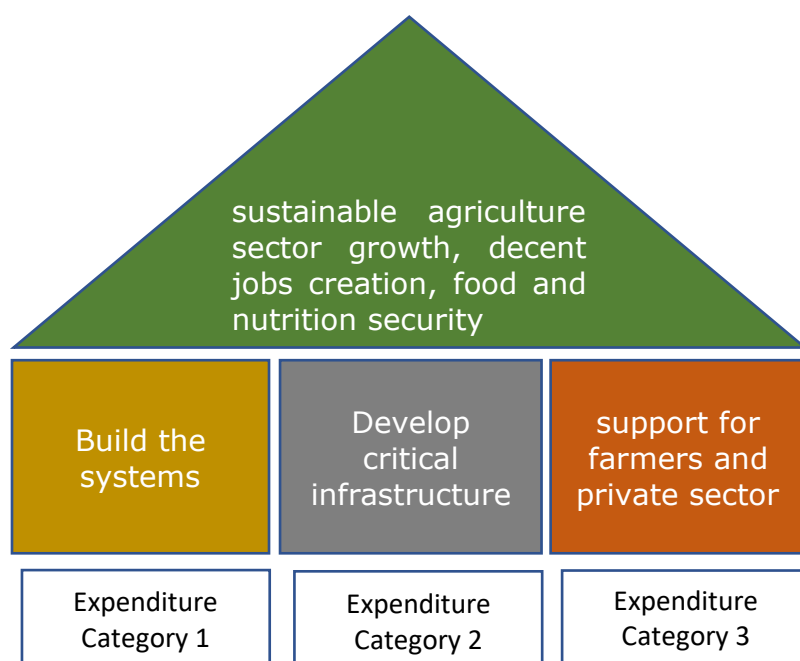 sustainable agriculture
sector growth, decent
jobs creation, food and
nutrition security
Build the
systems
Develop
critical
infrastructure
support for
farmers and
private sector
Expenditure
Category 1
Expenditure
Category 2
Expenditure
Category 3